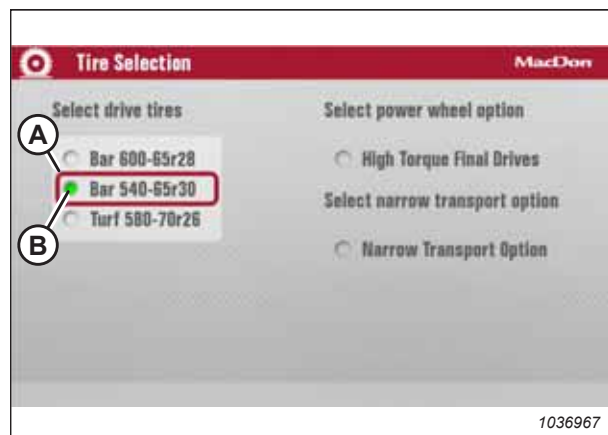 Tire Selection
MacDon
Select drive tires
A
Bar 600-65r28
Bar 540-65r30
Turf 580-70r26
B
Select power wheel option
High Torque Final Drives
Select narrow transport option
Narrow Transport Option
1036967